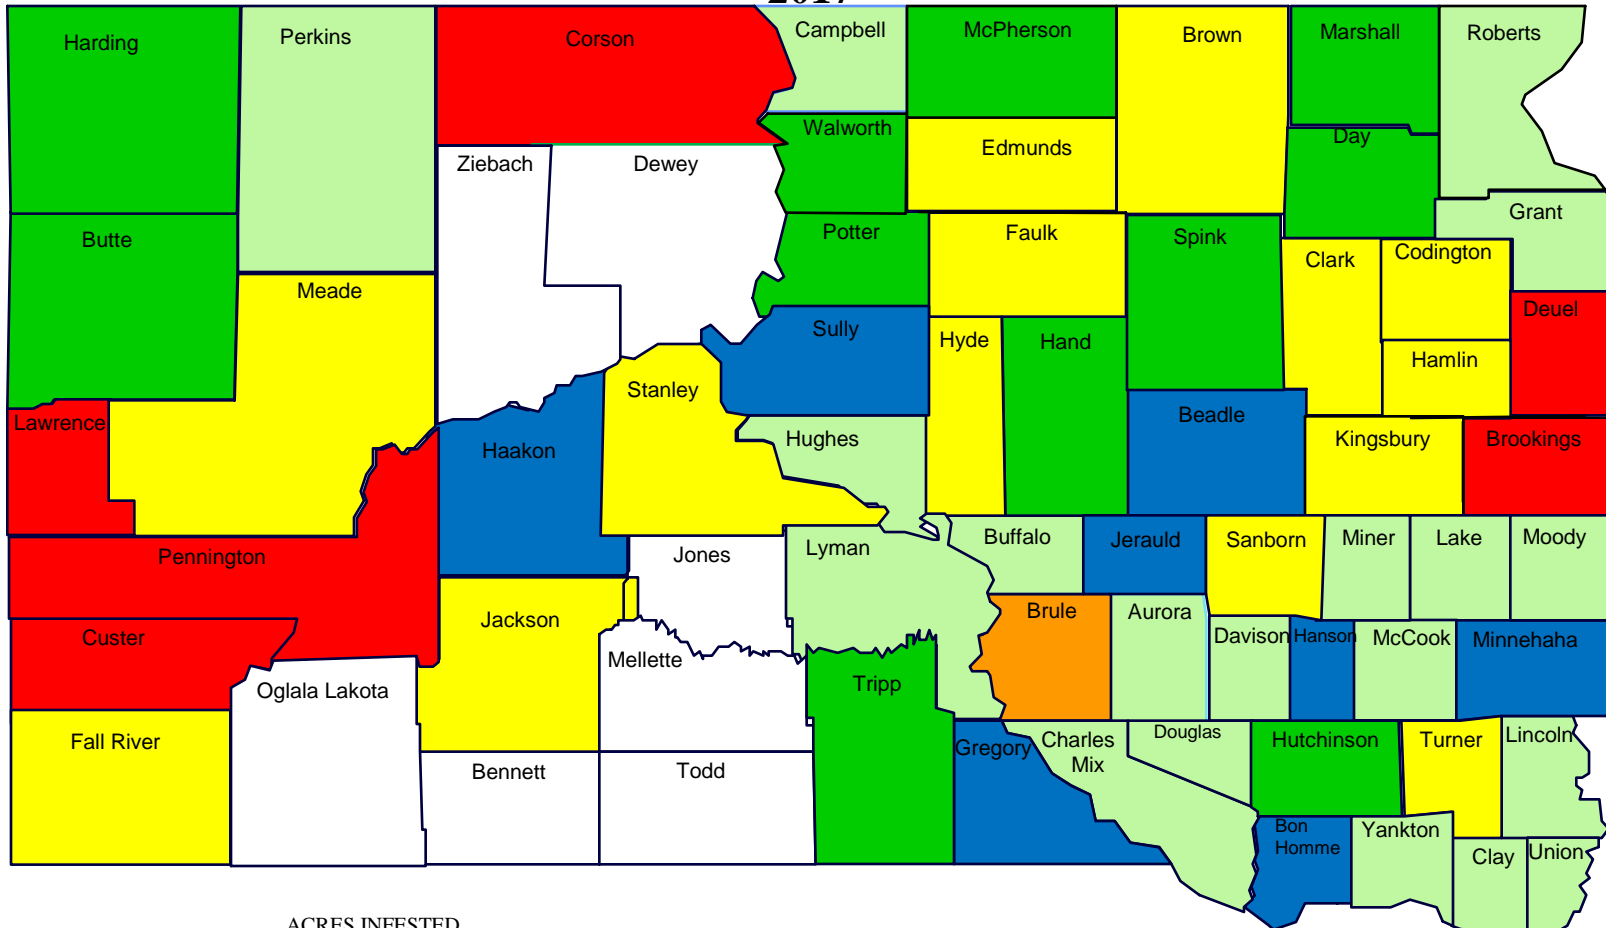 2017
Harding
Perkins
Corson
Campbell
McPherson
Brown
Marshall
Roberts
Walworth
Edmunds
Day
Ziebach
Dewey
Grant
Butte
Potter
Faulk
Spink
Clark
Codington
Meade
Deuel
Sully
Hyde
Hand
Hamlin
Stanley
Lawrence
Haakon
Hughes
Beadle
Kingsbury
Brookings
Pennington
Jones
Lyman
Buffalo
Jerauld
Sanborn
Miner
Lake
Moody
Custer
Jackson
Brule
Aurora
Davison
Hanson
McCook
Minnehaha
Mellette
Oglala Lakota
Tripp
Fall River
Gregory
Charles
Mix
Douglas
Hutchinson
Turner
Lincoln
Bennett
Todd
Bon
Homme
Yankton
Clay
Union
ACRES INFESTED